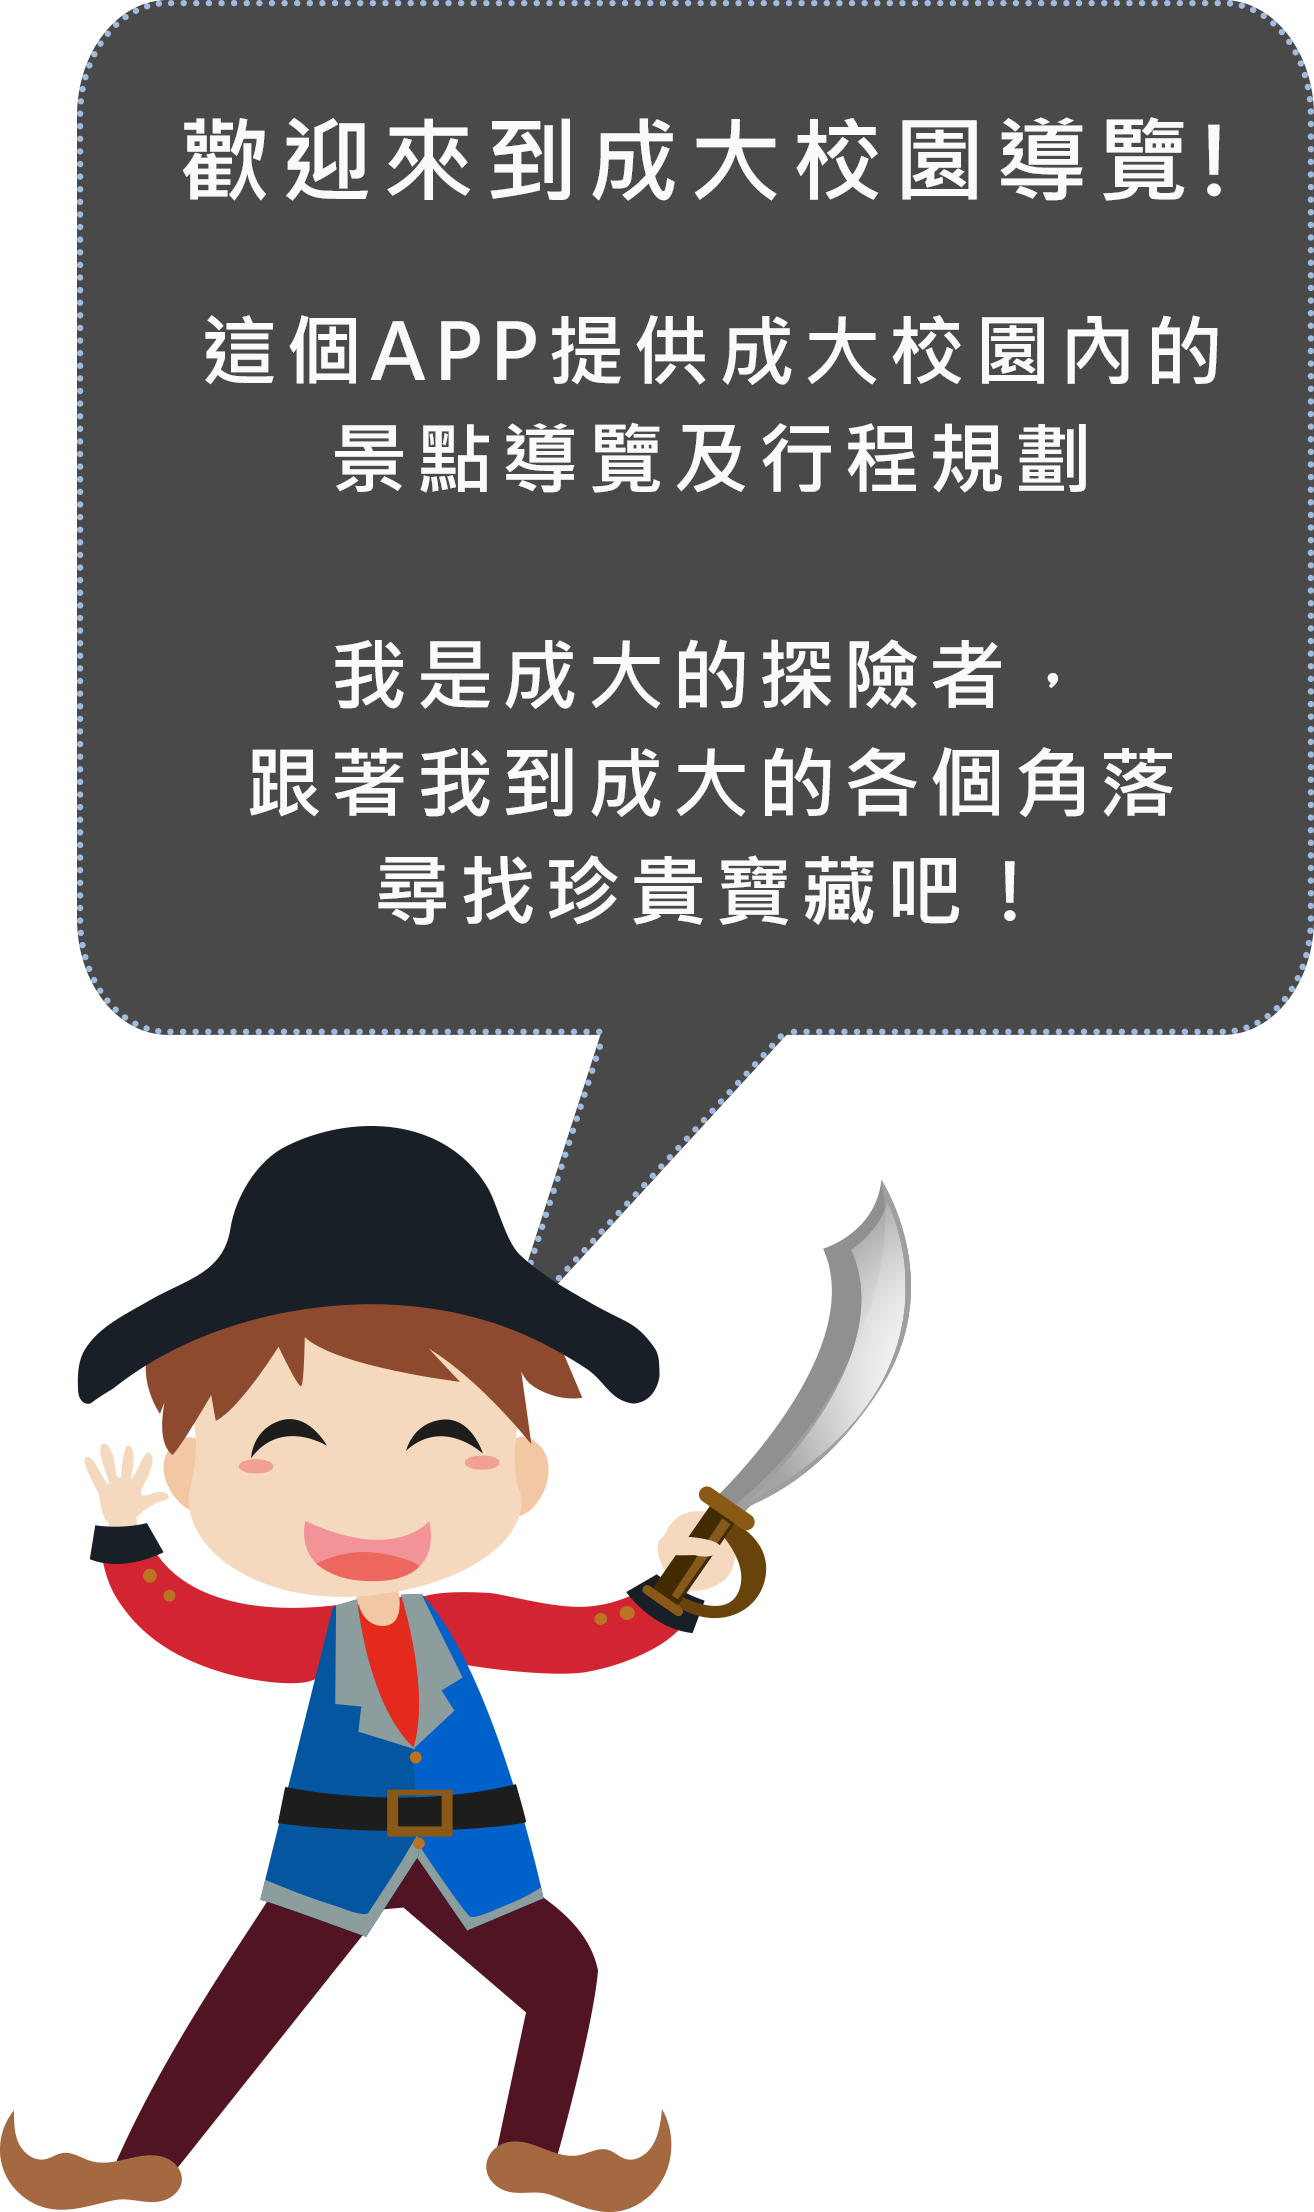 歡迎來到成大校園導覽!
這個APP提供成大校園內的
景點導覽及行程規劃
我是成大的探險者，
跟著我到成大的各個角落
尋找珍貴寶藏吧！